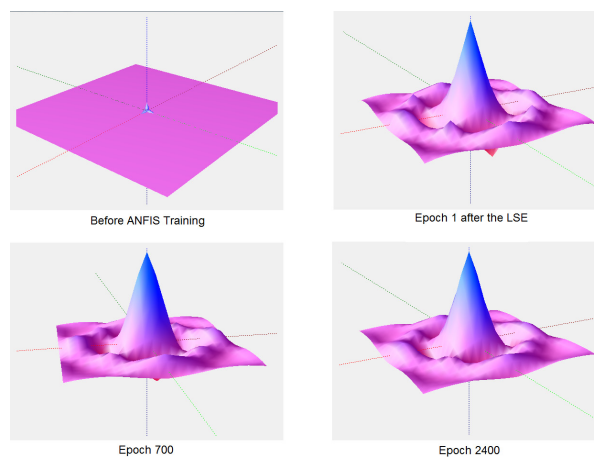 Before ANFIS Training
Epoch 1 after the LSE
Epoch 700
Epoch 2400